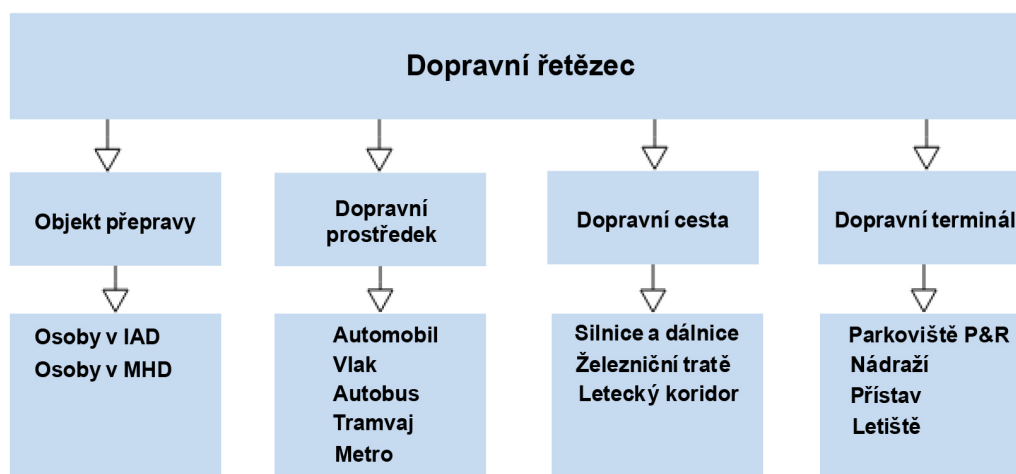 Dopravní řetězec
Objekt přepravy
Dopravní
prostředek
Dopravní cesta
Dopravní terminál
Osoby v IAD
Osoby v MHD
Automobil
Vlak
Autobus
Tramvaj
Metro
Silnice a dálnice
Železniční tratě
Letecký koridor
Parkoviště P&R
Nádraží
Přístav
Letiště